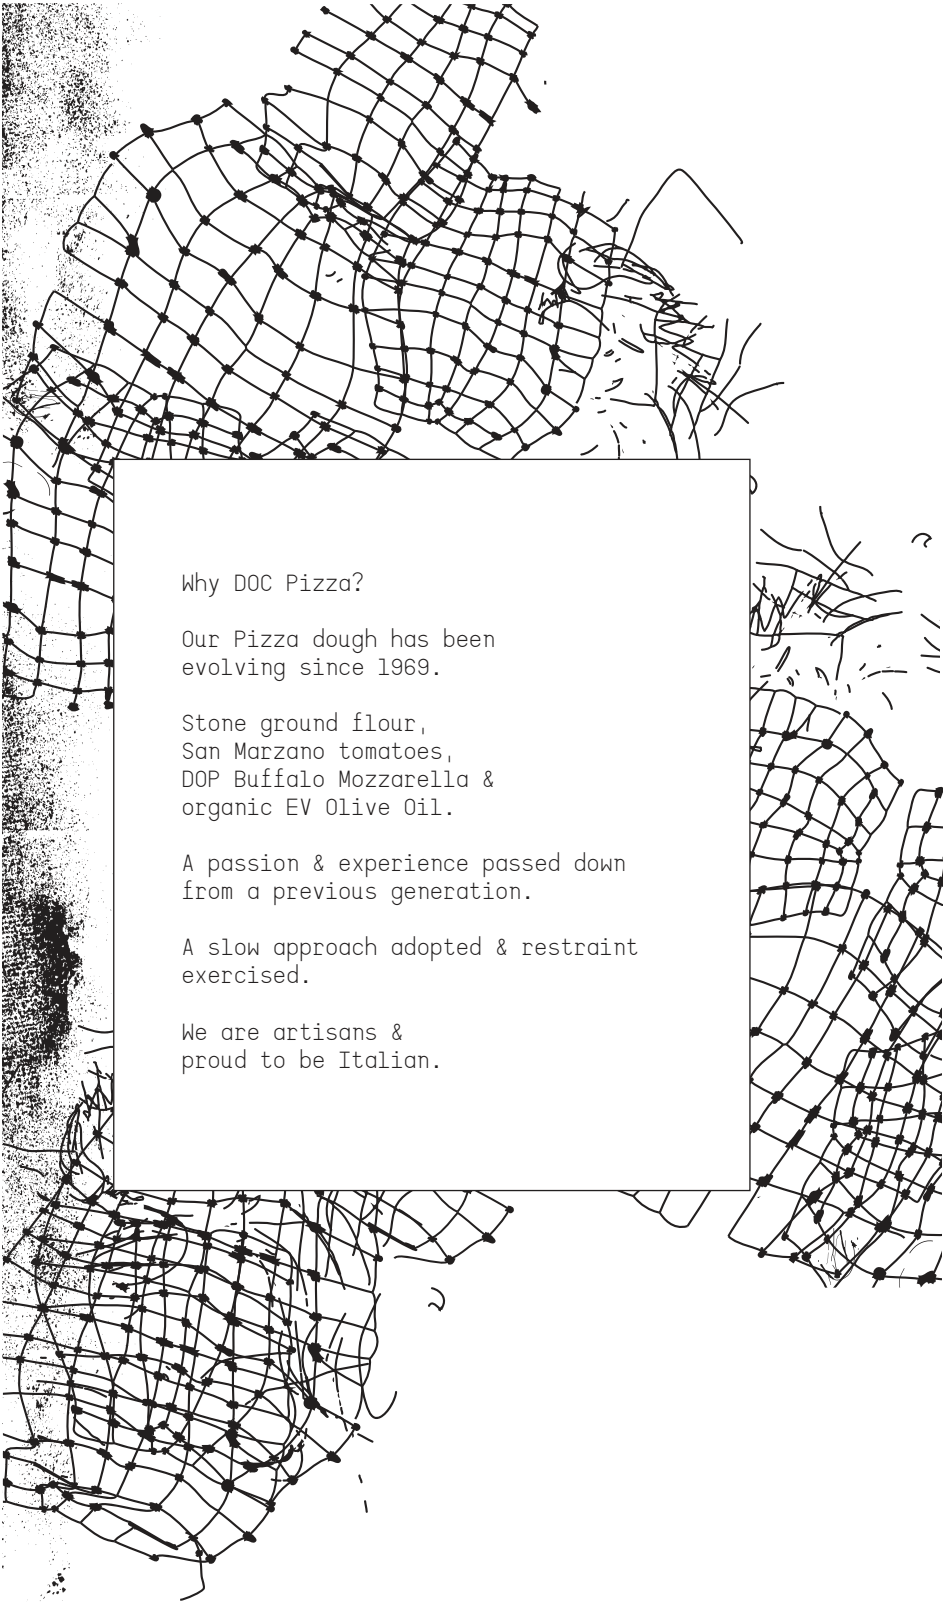 Why DOC Pizza?
Our Pizza dough has been
evolving since 1969.
Stone ground flour,
San Marzano tomatoes,
DOP Buffalo Mozzarella &
organic EV Olive Oil.
A passion & experience passed down
from a previous generation.
A slow approach adopted & restraint
exercised.
We are artisans &
proud to be Italian.